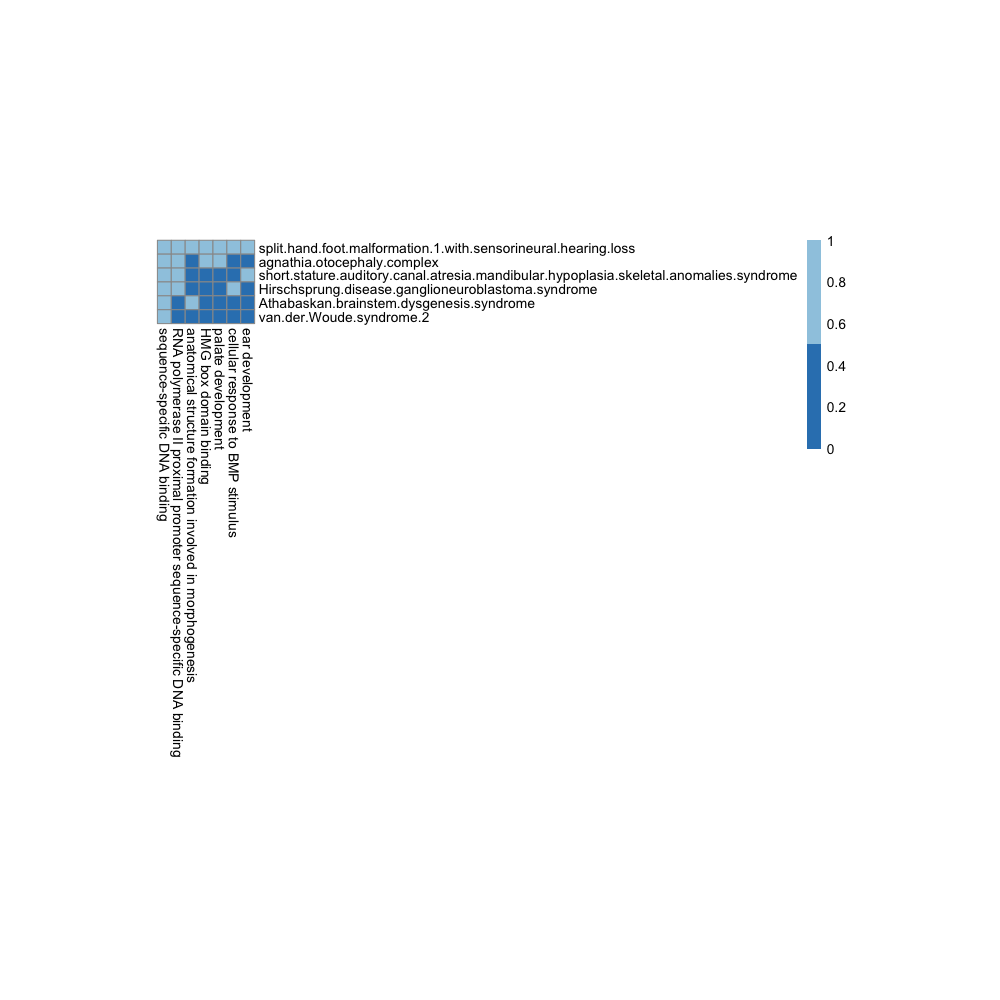 split.hand.foot.malformation.1.with.sensorineural.hearing.loss
agnathia.otocephaly.complex
short.stature.auditory.canal.atresia.mandibular.hypoplasia.skeletal.anomalies.syndrome
Hirschsprung.disease.ganglioneuroblastoma.syndrome
Athabaskan.brainstem.dysgenesis.syndrome
van.der.Woude.syndrome.2
sequence-specific DNA binding
RNA polymerase II proximal promoter sequence-specific DNA binding
anatomical structure formation involved in morphogenesis
HMG box domain binding
palate development
cellular response to BMP stimulus
ear development
1
0.8
0.6
0.4
0.2
0